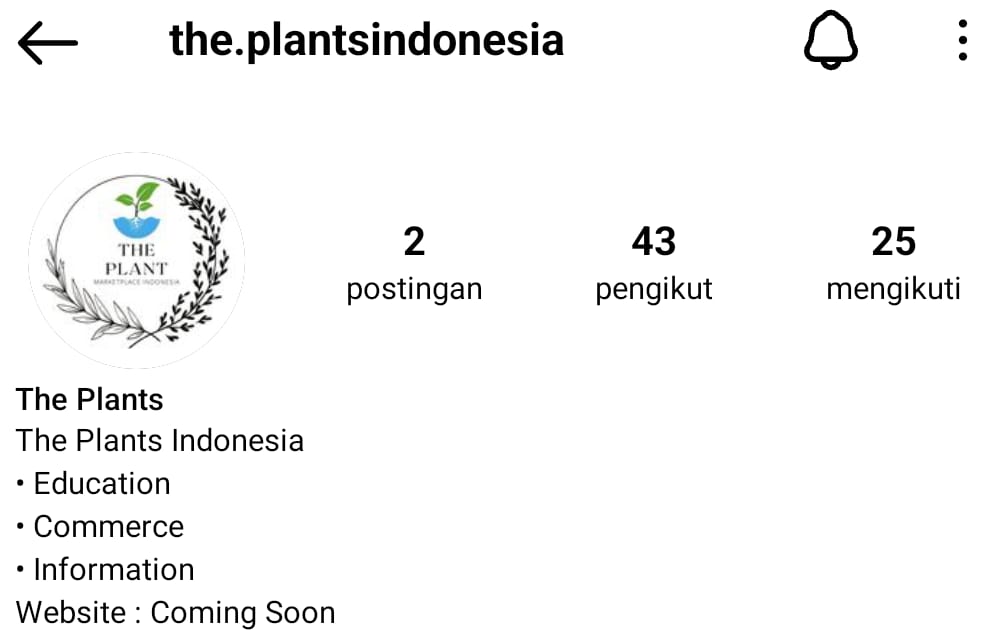 the.plantsindonesia
THE
PLANT
MARKETPLACE INDONESIA
2
postingan
43
pengikut
25
mengikuti
The Plants
The Plants Indonesia
• Education
• Commerce
• Information
Website : Coming Soon